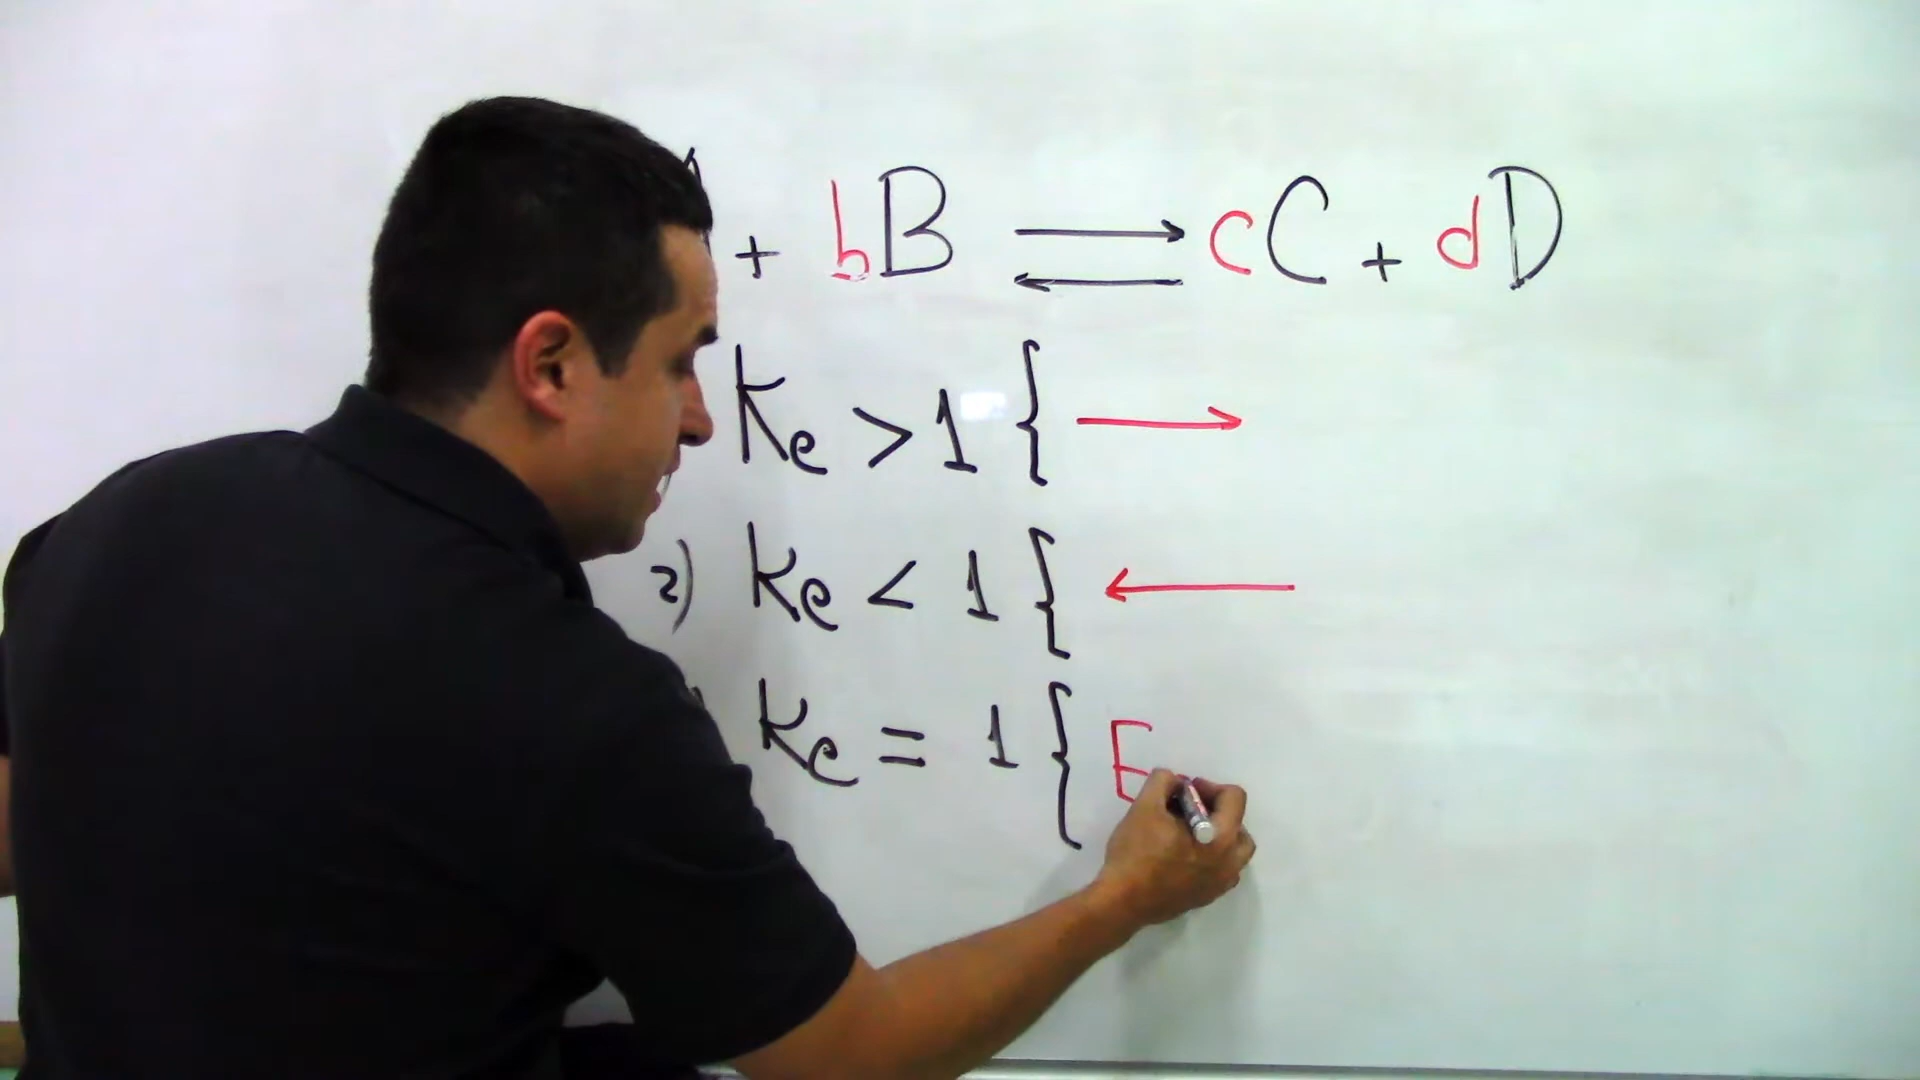 + bB ⇌ cC + dD
Ke > 1 { →
2) Ke < 1 { ←
) Ke = 1 { E